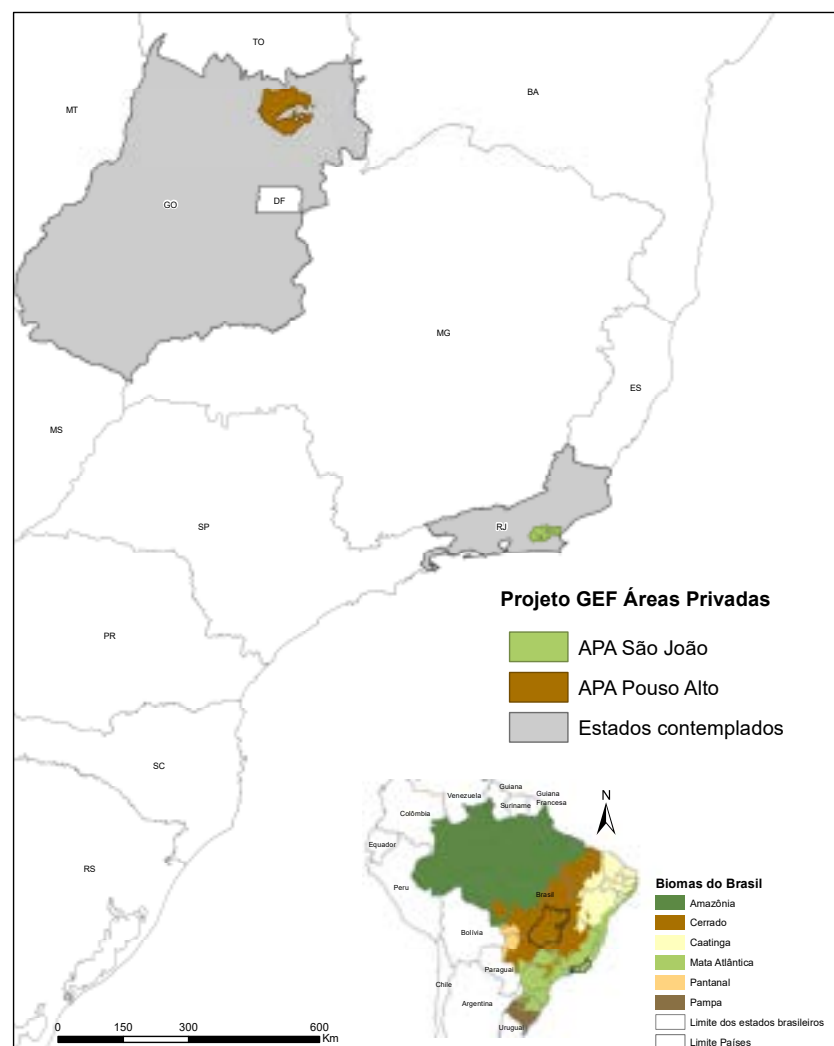 TO
BA
MT
GO
DF
MG
ES
MS
SP
RJ
PR
SC
RS
Projeto GEF Áreas Privadas
APA São João
APA Pouso Alto
Estados contemplados
N
Guiana
Venezuela
Guiana
Francesa
Suriname
Colômbia
Equador
Peru
Brasil
Bolívia
Paraguai
Chile
Argentina
Uruguai
Biomas do Brasil
Amazônia
Cerrado
Caatinga
Mata Atlântica
Pantanal
Pampa
Limite dos estados brasileiros
Limite Países
0 150 300 600
Km